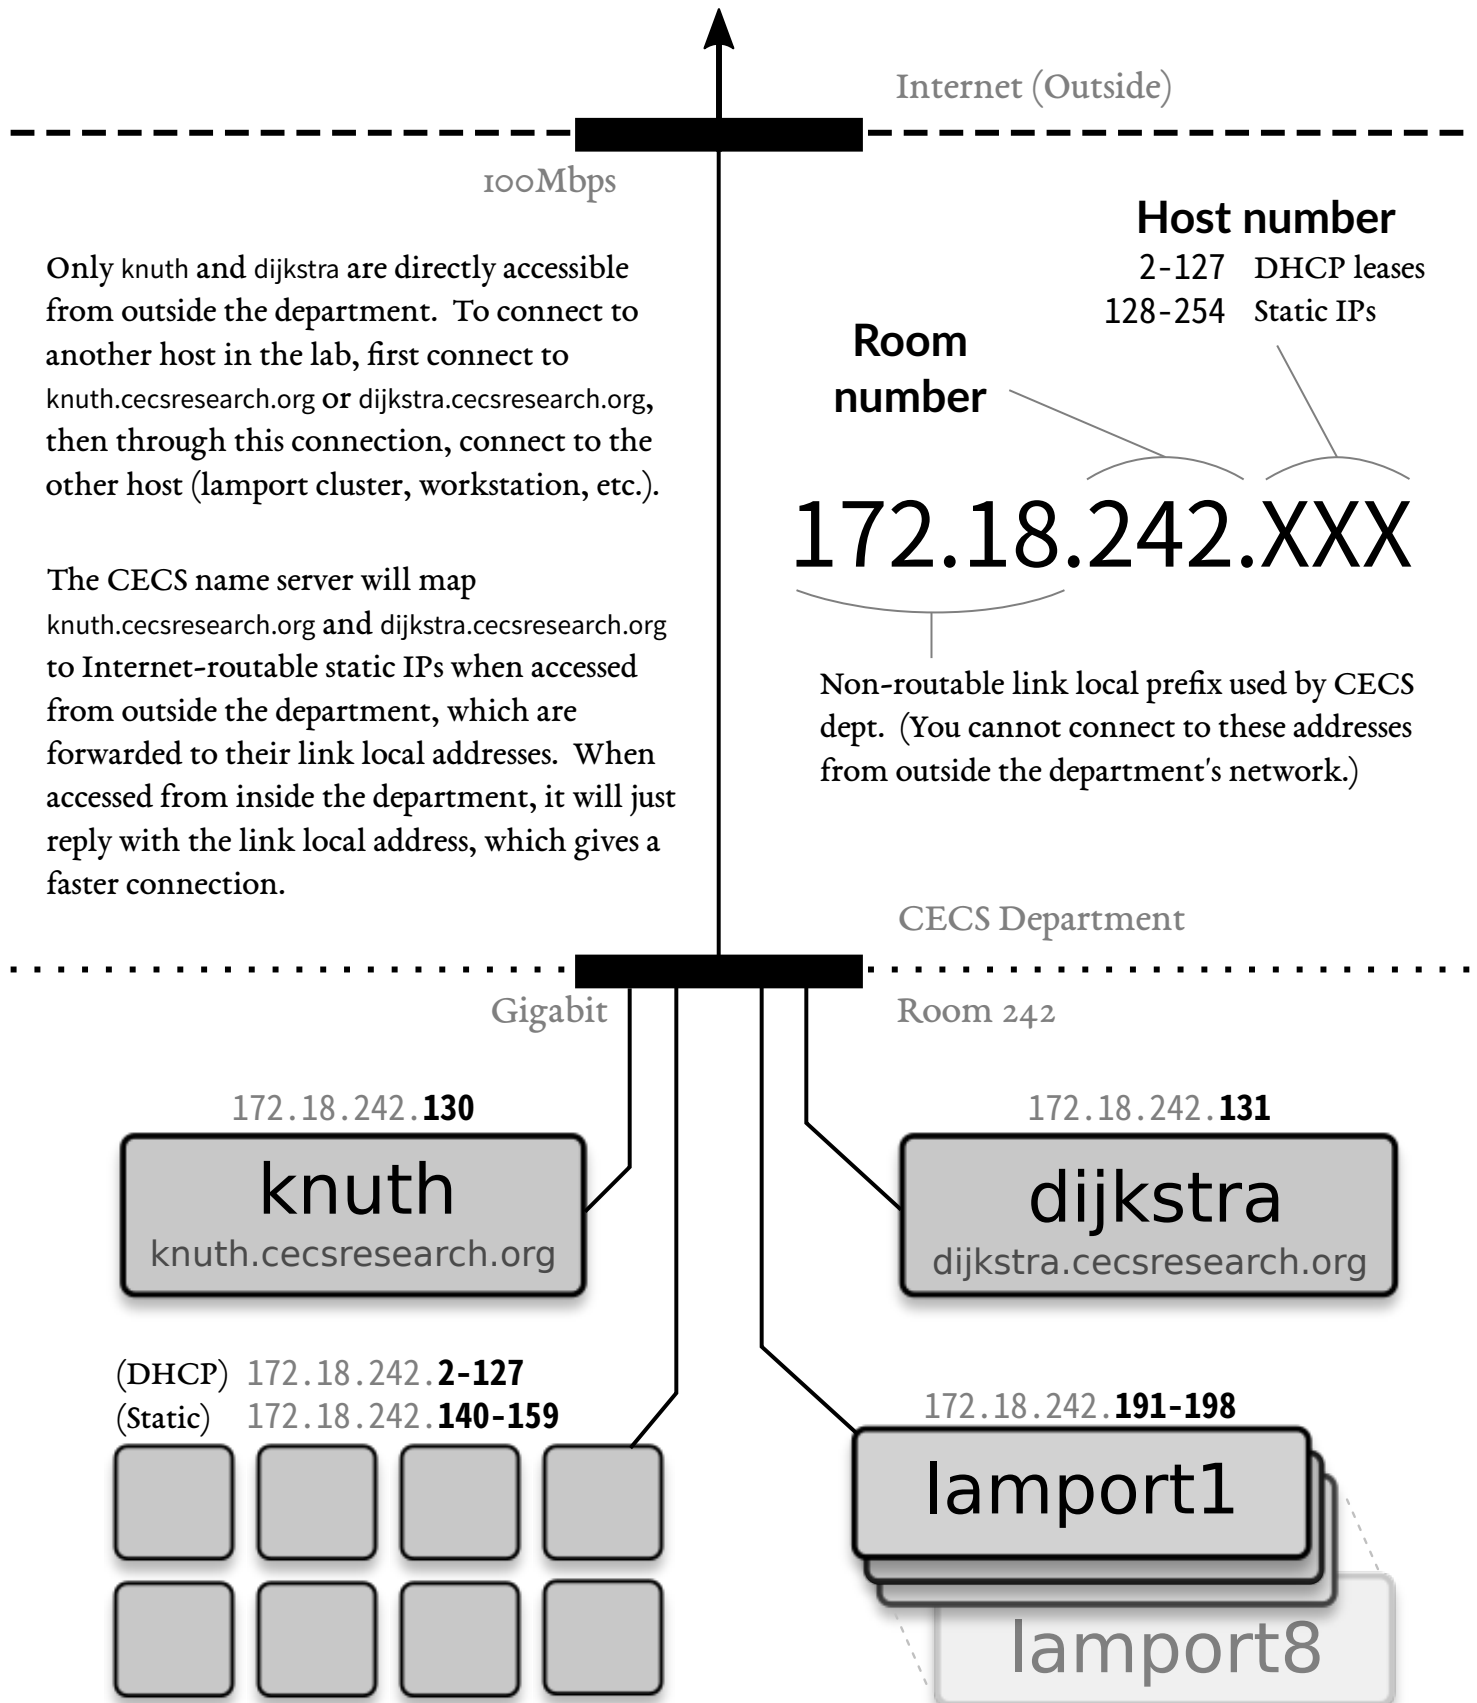 Internet (Outside)
100Mbps
Only knuth and dijkstra are directly accessible
from outside the department.  To connect to
another host in the lab, first connect to
knuth.cecsresearch.org or dijkstra.cecsresearch.org,
then through this connection, connect to the
other host (lamport cluster, workstation, etc.).
The CECS name server will map
knuth.cecsresearch.org and dijkstra.cecsresearch.org
to Internet-routable static IPs when accessed
from outside the department, which are
forwarded to their link local addresses.  When
accessed from inside the department, it will just
reply with the link local address, which gives a
faster connection.
Host number
2-127 DHCP leases
128-254 Static IPs
Room
number
172.18.242.XXX
Non-routable link local prefix used by CECS
dept.  (You cannot connect to these addresses
from outside the department's network.)
CECS Department
Gigabit
Room 242
172.18.242.130
knuth
knuth.cecsresearch.org
172.18.242.131
dijkstra
dijkstra.cecsresearch.org
(DHCP) 172.18.242.2-127
(Static) 172.18.242.140-159
172.18.242.191-198
lamport1
lamport8